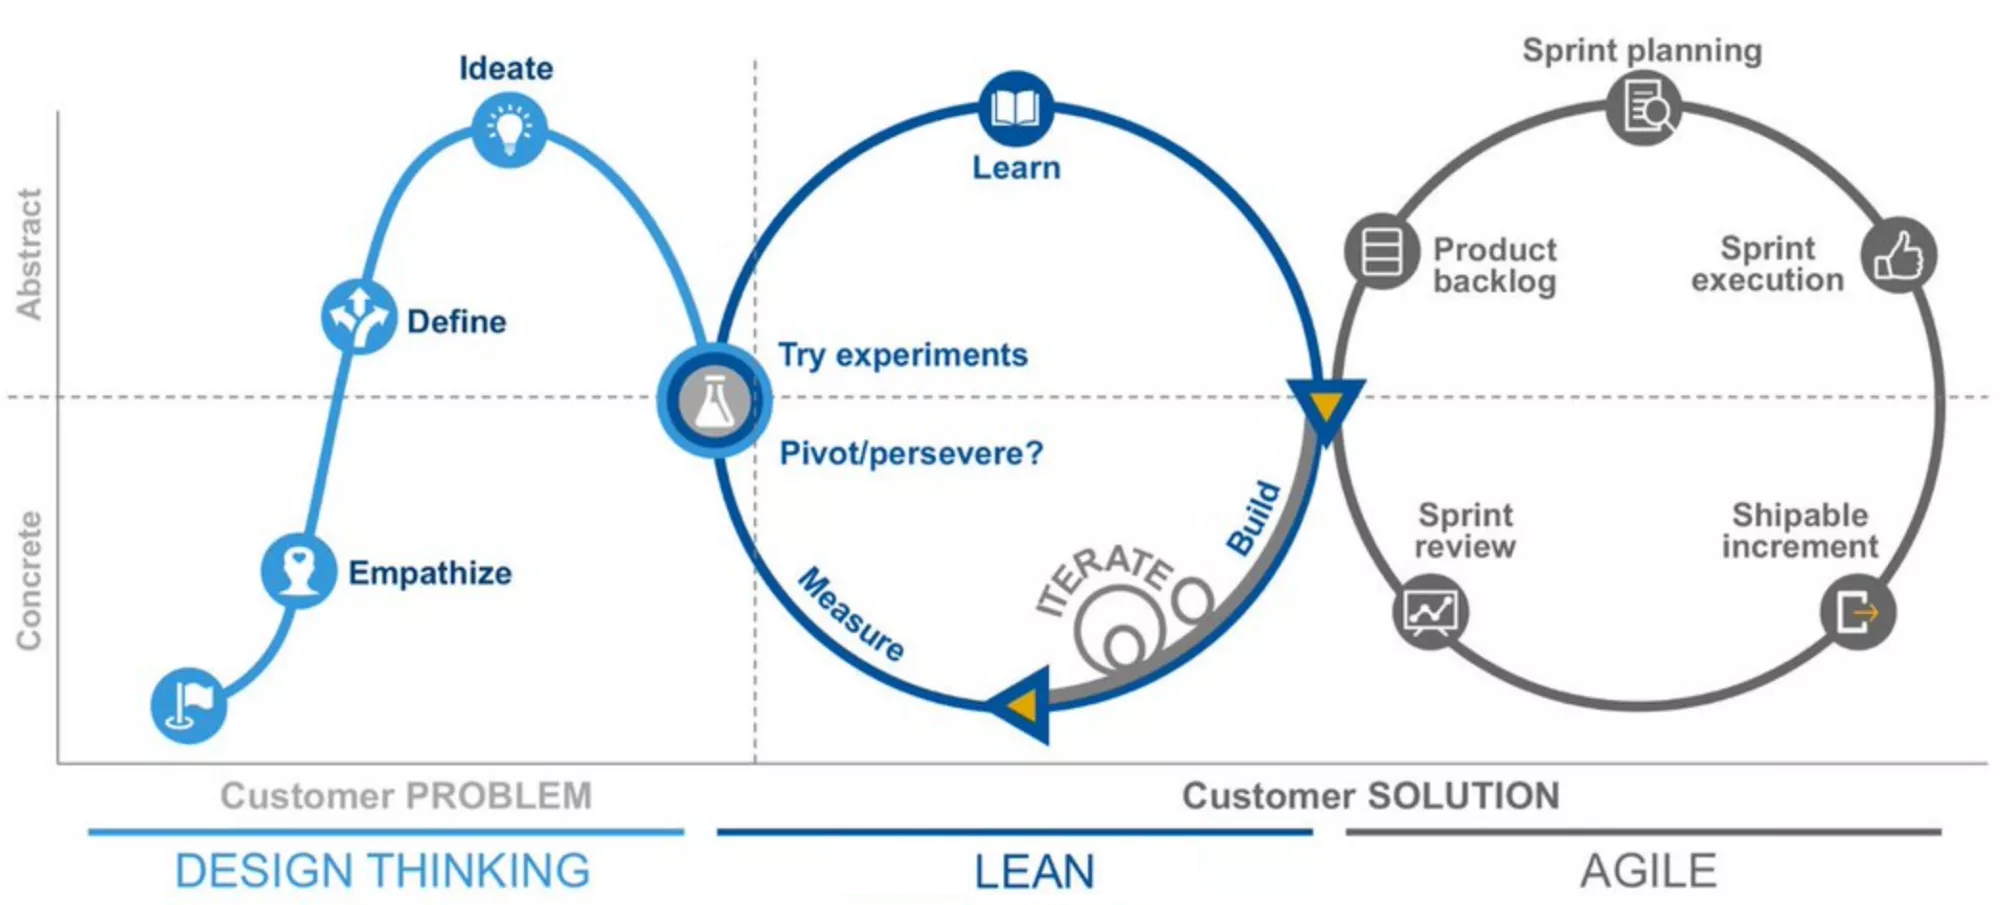 Ideate
Sprint planning
Learn
Abstract
Define
Product
backlog
Sprint
execution
Try experiments
Pivot/persevere?
Concrete
Empathize
Measure
ITERATE
Build
Sprint
review
Shipable
increment
Customer PROBLEM
Customer SOLUTION
DESIGN THINKING
LEAN
AGILE